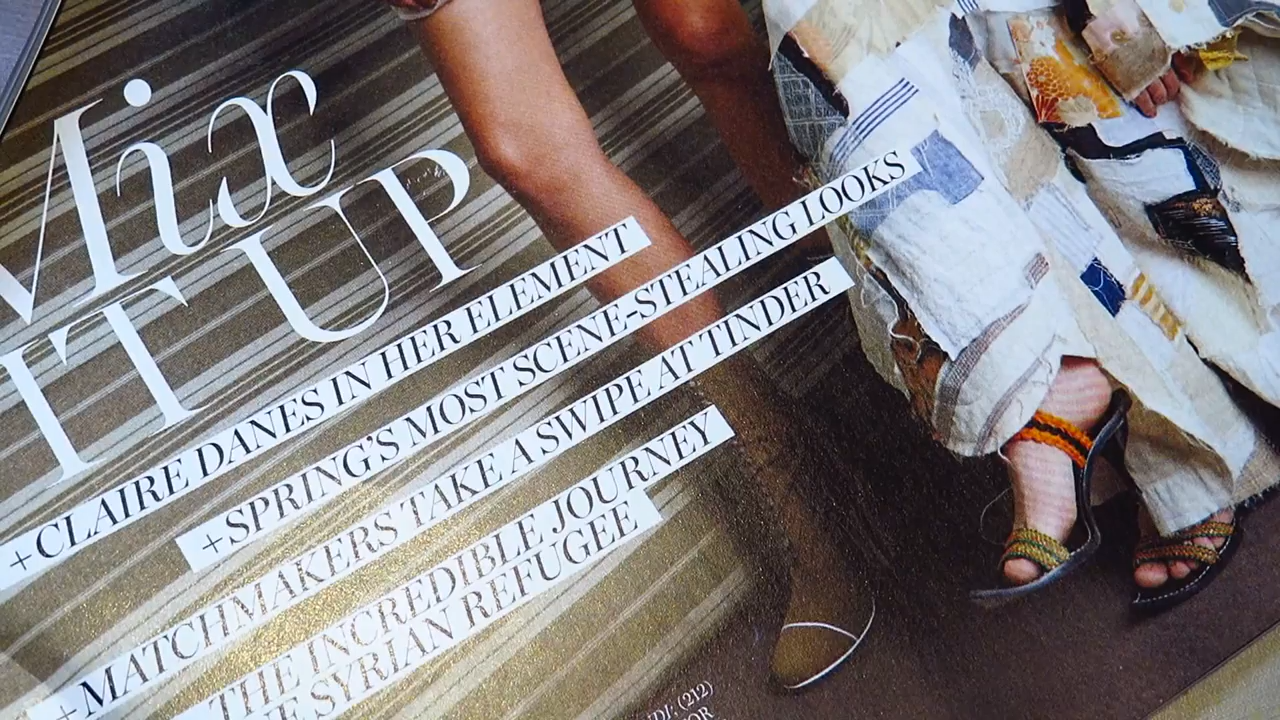 Mix
IT UP
+CLAIRE DANES IN HER ELEMENT
+SPRING'S MOST SCENE-STEALING LOOKS
+MATCHMAKERS TAKE A SWIPE AT TINDER
THE INCREDIBLE JOURNEY
SYRIAN REFUGEE
(212)